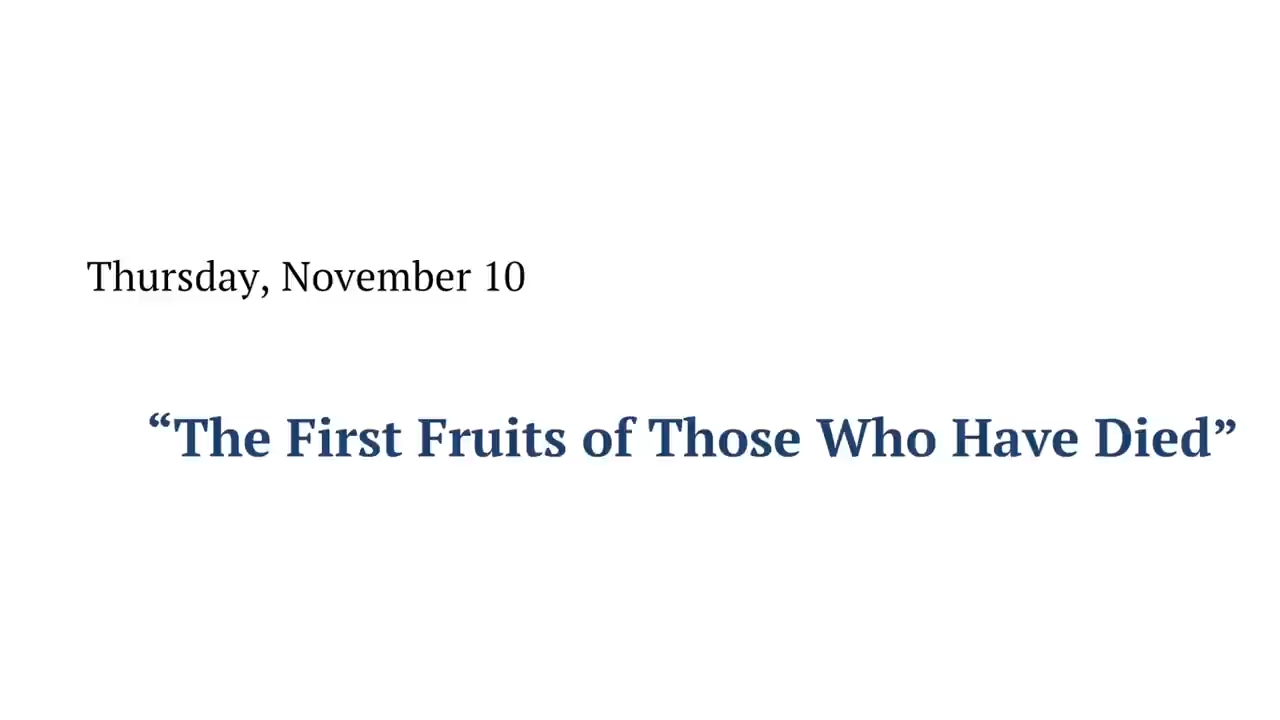 Thursday, November 10
“The First Fruits of Those Who Have Died”